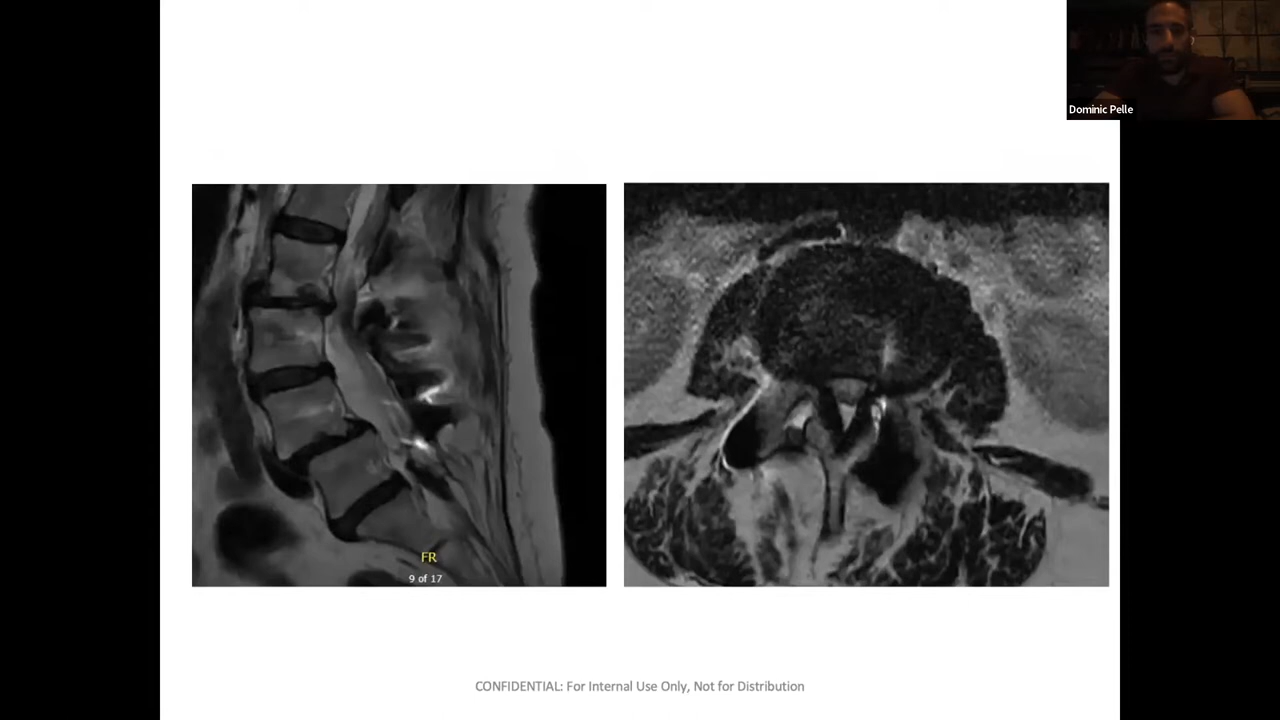 Dominic Pelle
FR
9 of 17
CONFIDENTIAL: For Internal Use Only, Not for Distribution